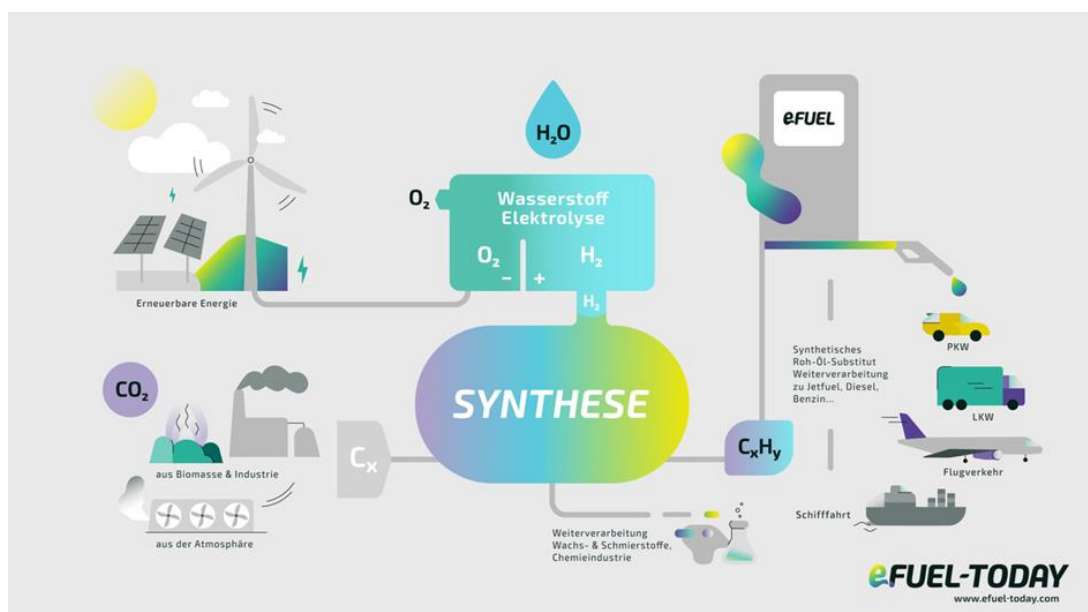 H₂O
eFUEL
O₂
Wasserstoff
Elektrolyse
O₂
H₂
− +
H₂
Erneuerbare Energie
CO₂
aus Biomasse & Industrie
aus der Atmosphäre
Cₓ
SYNTHESE
CₓHᵧ
Weiterverarbeitung
Wachs- & Schmierstoffe,
Chemieindustrie
Synthetisches
Roh-Öl-Substitut
Weiterverarbeitung
zu Jetfuel, Diesel,
Benzin...
PKW
LKW
Flugverkehr
Schifffahrt
eFUEL-TODAY
www.efuel-today.com